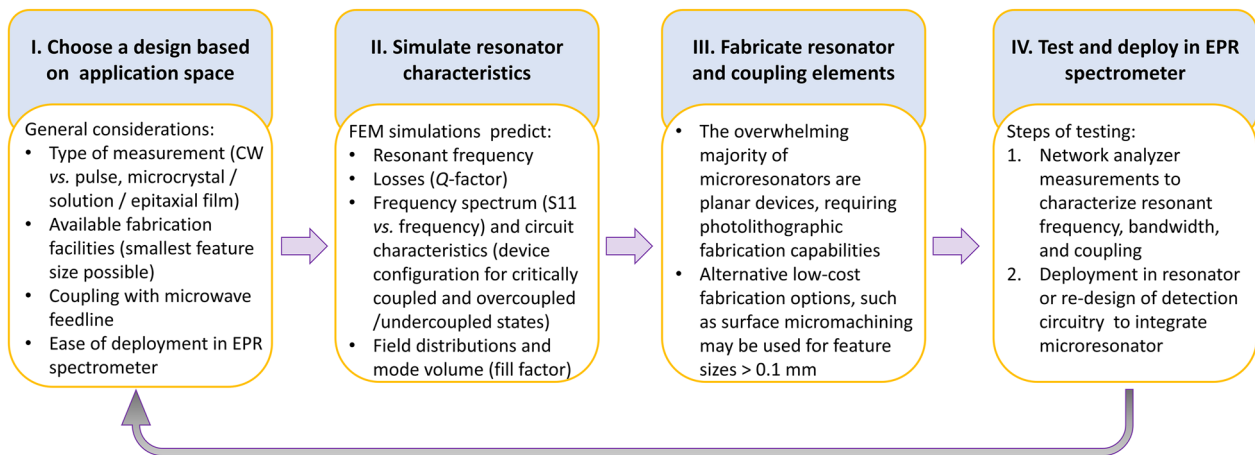 I. Choose a design based
on application space
General considerations:
• Type of measurement (CW
vs. pulse, microcrystal /
solution / epitaxial film)
• Available fabrication
facilities (smallest feature
size possible)
• Coupling with microwave
feedline
• Ease of deployment in EPR
spectrometer
II. Simulate resonator
characteristics
FEM simulations predict:
• Resonant frequency
• Losses (Q-factor)
• Frequency spectrum (S11
vs. frequency) and circuit
characteristics (device
configuration for critically
coupled and overcoupled
/undercoupled states)
• Field distributions and
mode volume (fill factor)
III. Fabricate resonator
and coupling elements
• The overwhelming
majority of
microresonators are
planar devices, requiring
photolithographic
fabrication capabilities
• Alternative low-cost
fabrication options, such
as surface micromachining
may be used for feature
sizes > 0.1 mm
IV. Test and deploy in EPR
spectrometer
Steps of testing:
1. Network analyzer
measurements to
characterize resonant
frequency, bandwidth,
and coupling
2. Deployment in resonator
or re-design of detection
circuitry to integrate
microresonator